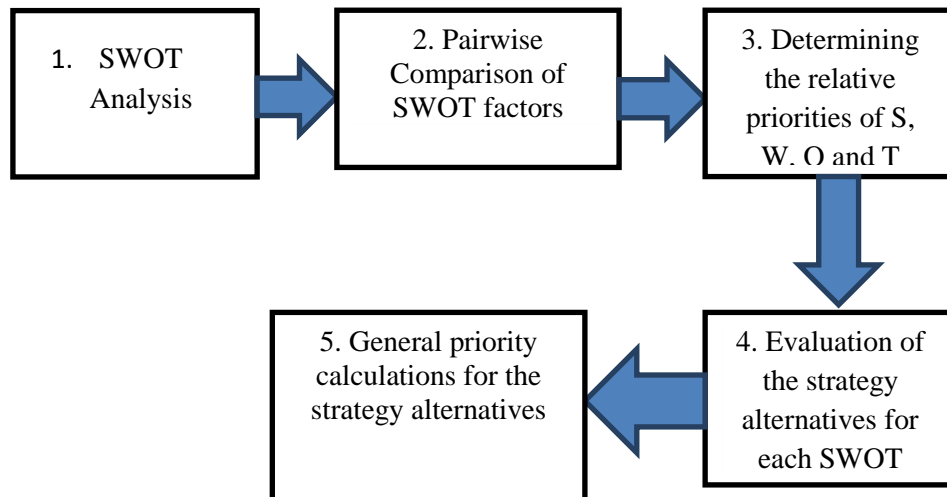 1. SWOT
Analysis
2. Pairwise
Comparison of
SWOT factors
3. Determining
the relative
priorities of S,
W, O and T
4. Evaluation of
the strategy
alternatives for
each SWOT
5. General priority
calculations for the
strategy alternatives